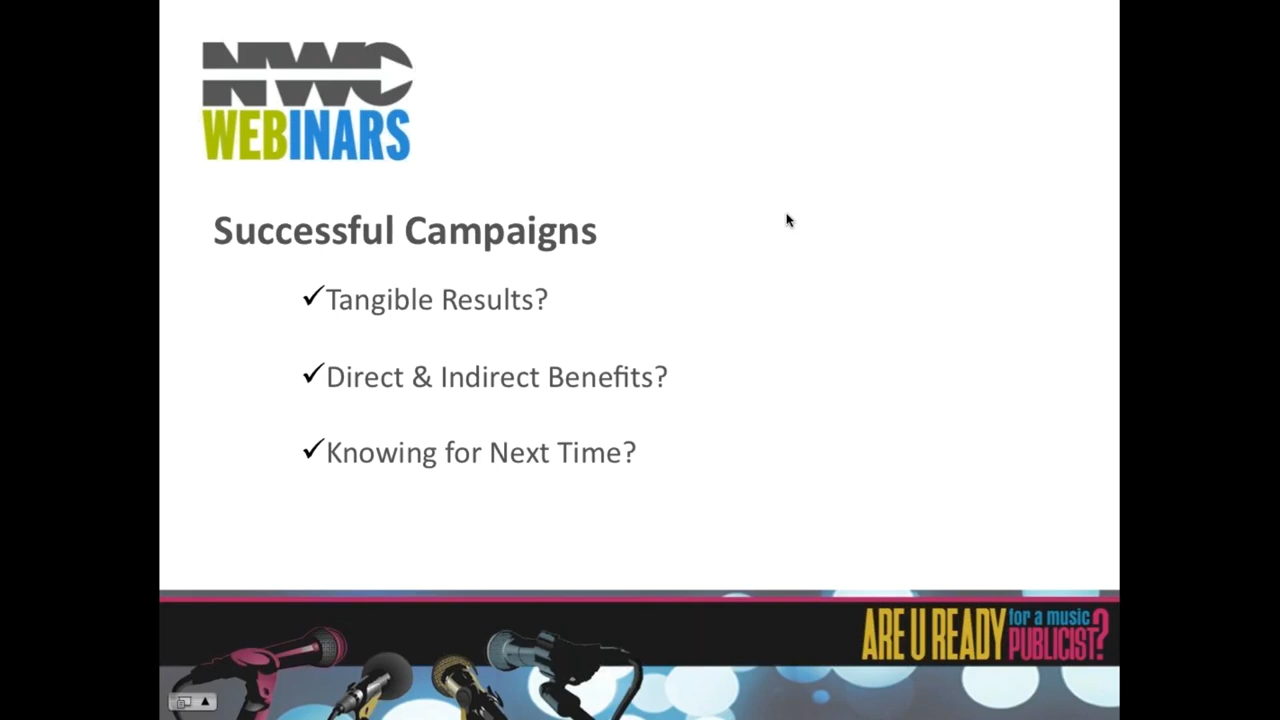 NWC
WEBINARS
Successful Campaigns
✓Tangible Results?
✓Direct & Indirect Benefits?
✓Knowing for Next Time?
ARE U READY for a music PUBLICIST?